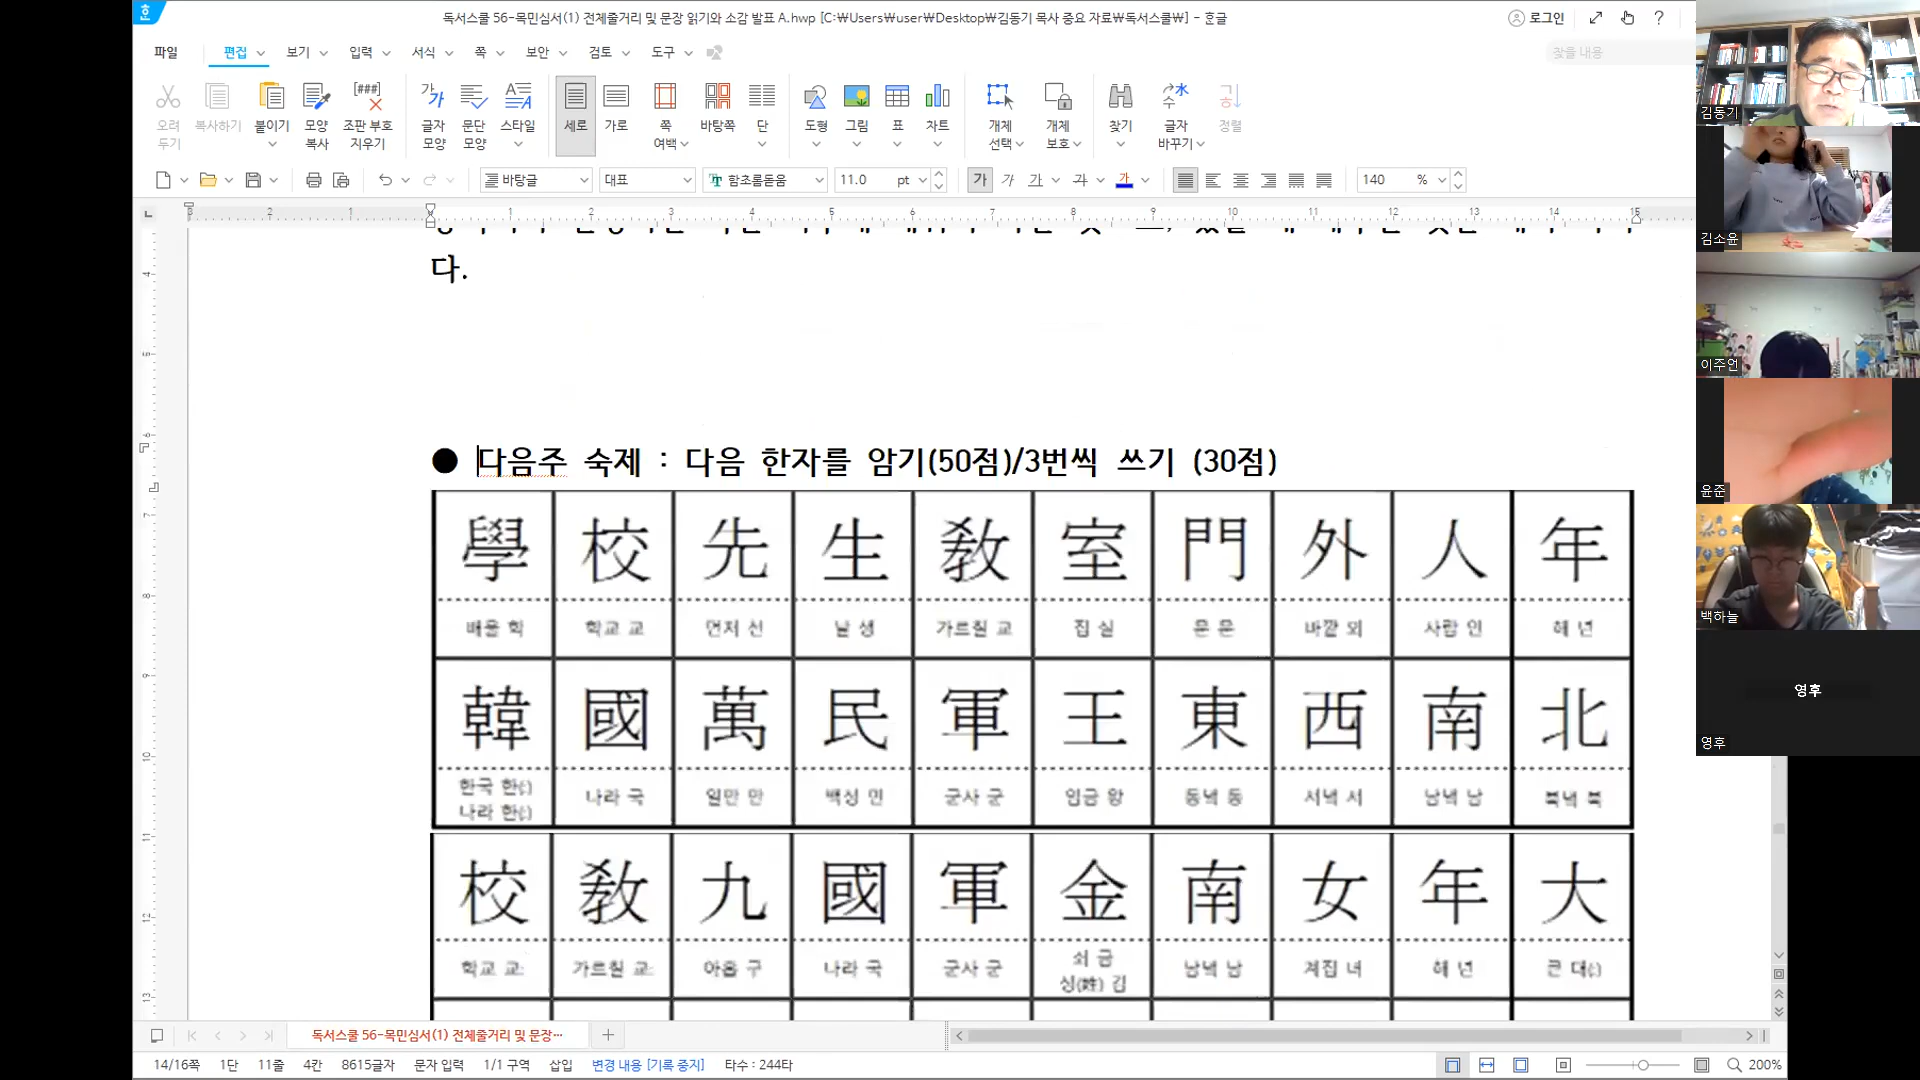 독서스쿨 56-목민심서(1) 전체줄거리 및 문장 읽기와 소감 발표 A.hwp [C:₩Users₩user₩Desktop₩김동기 목사 중요 자료₩독서스쿨₩] - 한글
로그인
파일 편집 보기 입력 서식 쪽 보안 검토 도구
찾을 내용
오려 두기 복사하기 붙이기 모양 복사 조판 부호 지우기 글자 모양 문단 모양 스타일 세로 가로 쪽 여백 바탕쪽 단 도형 그림 표 차트 개체 선택 개체 보호 찾기 글자 바꾸기 정렬
바탕글 대표 함초롬돋움 11.0 pt 가 가 가 가 가 140 %
다.
● 다음주 숙제 : 다음 한자를 암기(50점)/3번씩 쓰기 (30점)
學 校 先 生 敎 室 門 外 人 年
배울 학 학교 교 먼저 선 날 생 가르칠 교 집 실 문 문 바깥 외 사람 인 해 년
韓 國 萬 民 軍 王 東 西 南 北
한국 한(:) 나라 한(:) 나라 국 일만 만 백성 민 군사 군 임금 왕 동녘 동 서녘 서 남녘 남 북녘 북
校 敎 九 國 軍 金 南 女 年 大
학교 교: 가르칠 교: 아홉 구 나라 국 군사 군 쇠 금 성(姓) 김 남녘 남 계집 녀 해 년 큰 대(:)
독서스쿨 56-목민심서(1) 전체줄거리 및 문장···
14/16쪽 1단 11줄 4칸 8615글자 문자 입력 1/1 구역 삽입 변경 내용 [기록 중지] 타수 : 244타
200%
김동기
김소윤
이주언
윤준
백하늘
영후
영후